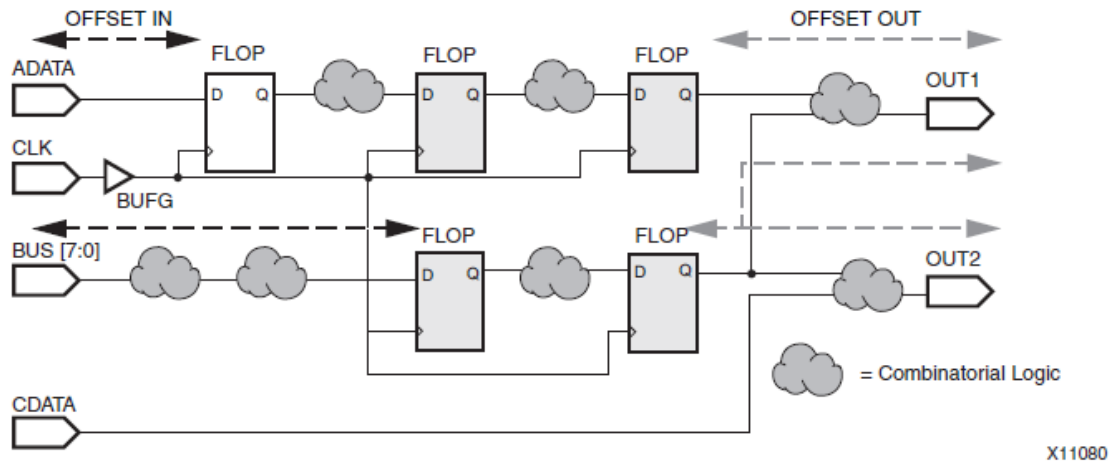 OFFSET IN
OFFSET OUT
ADATA
FLOP
FLOP
FLOP
OUT1
D Q
D Q
D Q
CLK
BUFG
BUS [7:0]
FLOP
FLOP
OUT2
D Q
D Q
= Combinatorial Logic
CDATA
X11080